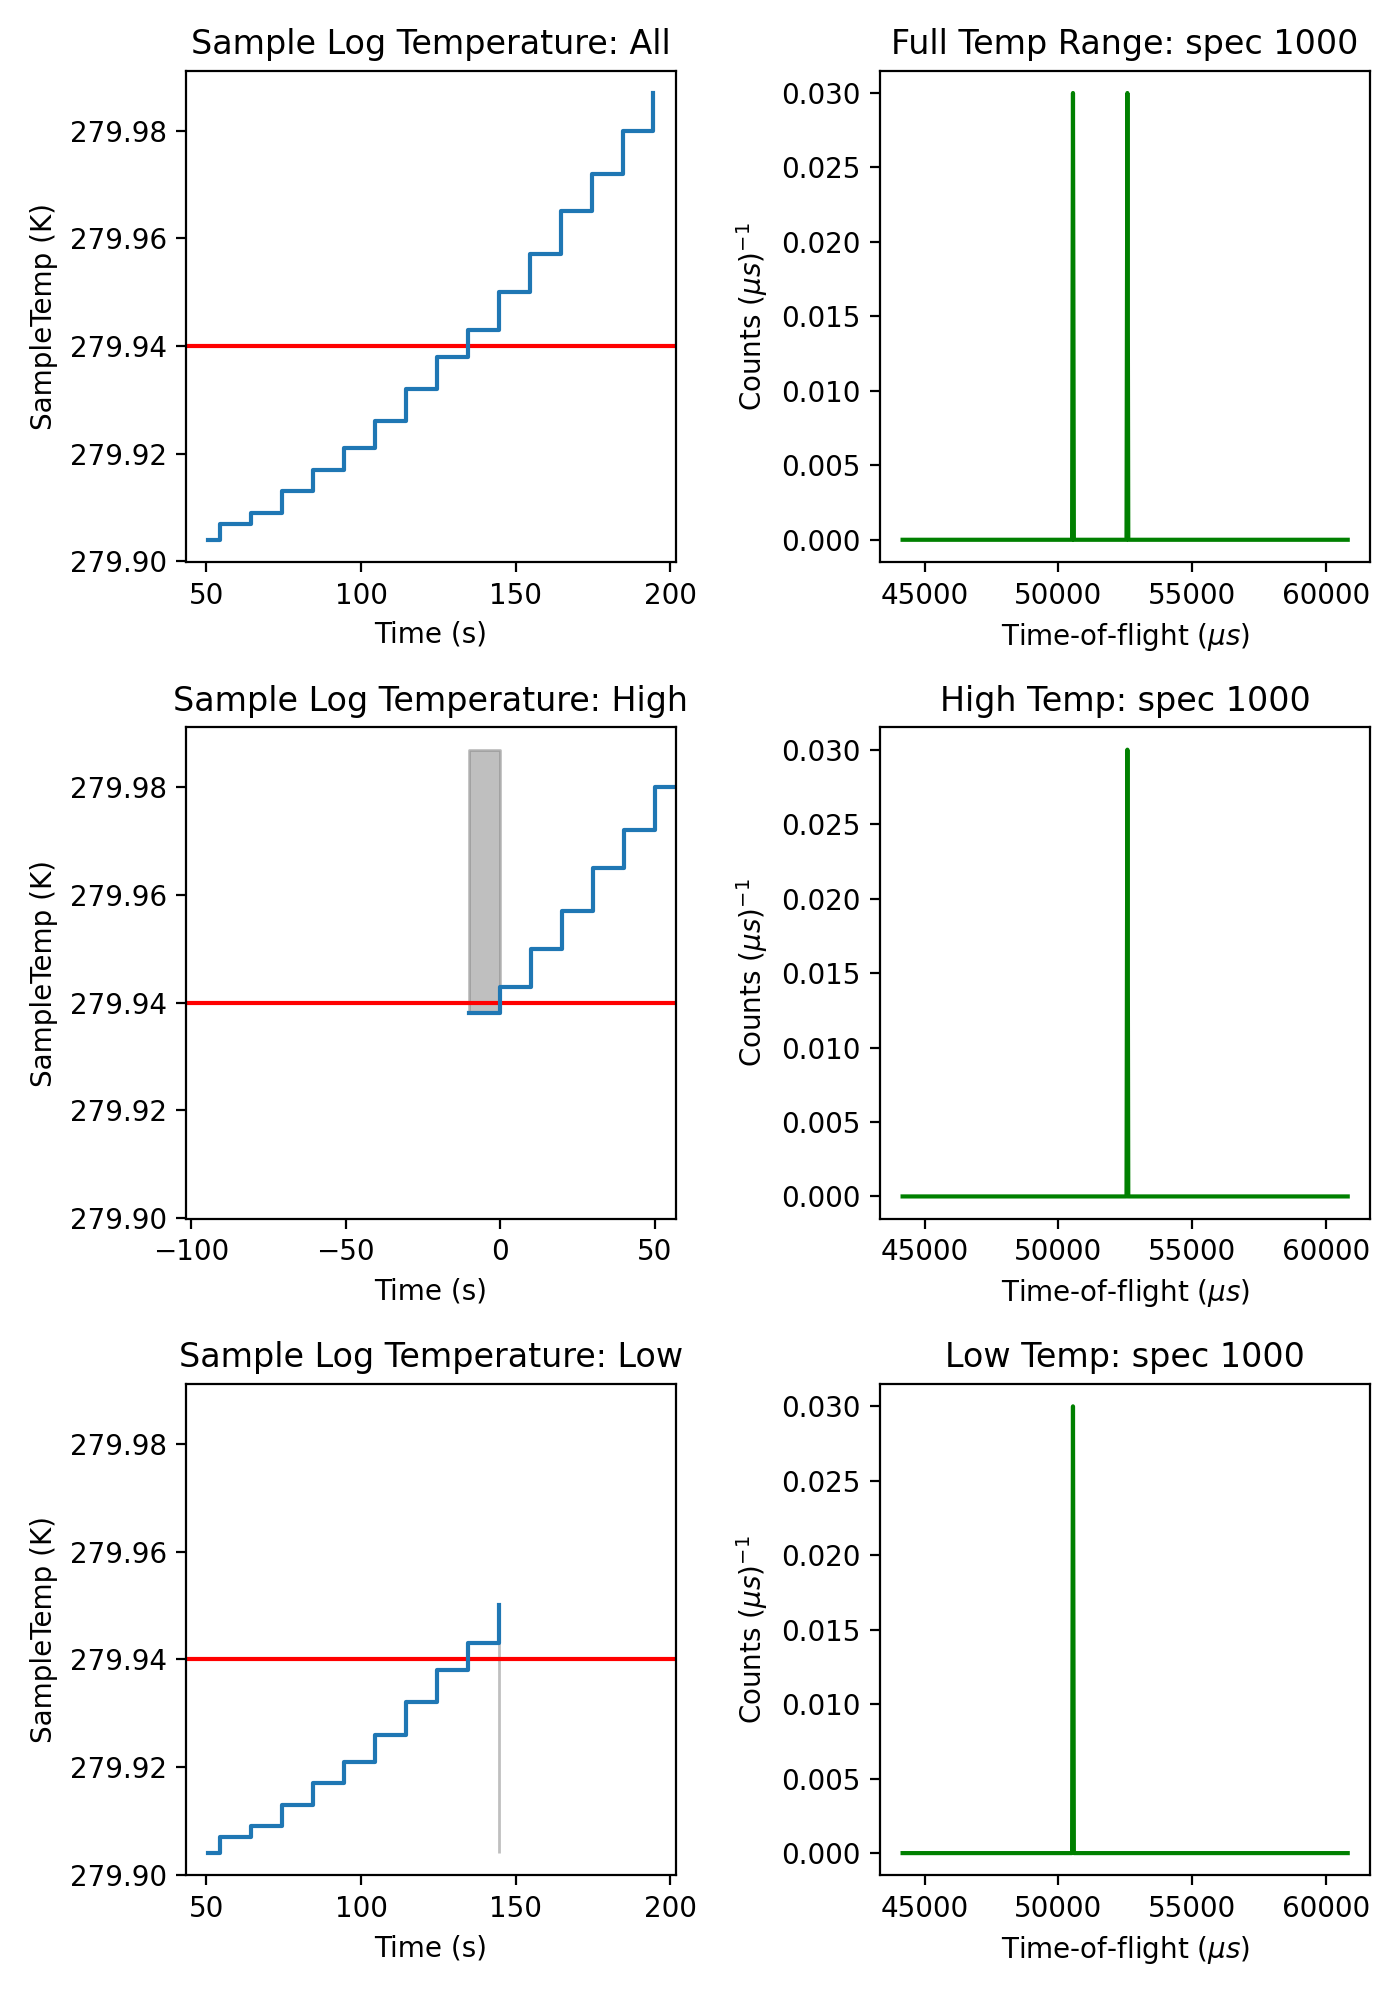 Sample Log Temperature: All
279.98
279.96
279.94
279.92
279.90
SampleTemp (K)
50 100 150 200
Time (s)
Full Temp Range: spec 1000
0.030
0.025
0.020
0.015
0.010
0.005
0.000
Counts (μs)⁻¹
45000 50000 55000 60000
Time-of-flight (μs)
Sample Log Temperature: High
279.98
279.96
279.94
279.92
279.90
SampleTemp (K)
−100 −50 0 50
Time (s)
High Temp: spec 1000
0.030
0.025
0.020
0.015
0.010
0.005
0.000
Counts (μs)⁻¹
45000 50000 55000 60000
Time-of-flight (μs)
Sample Log Temperature: Low
279.98
279.96
279.94
279.92
279.90
SampleTemp (K)
50 100 150 200
Time (s)
Low Temp: spec 1000
0.030
0.025
0.020
0.015
0.010
0.005
0.000
Counts (μs)⁻¹
45000 50000 55000 60000
Time-of-flight (μs)